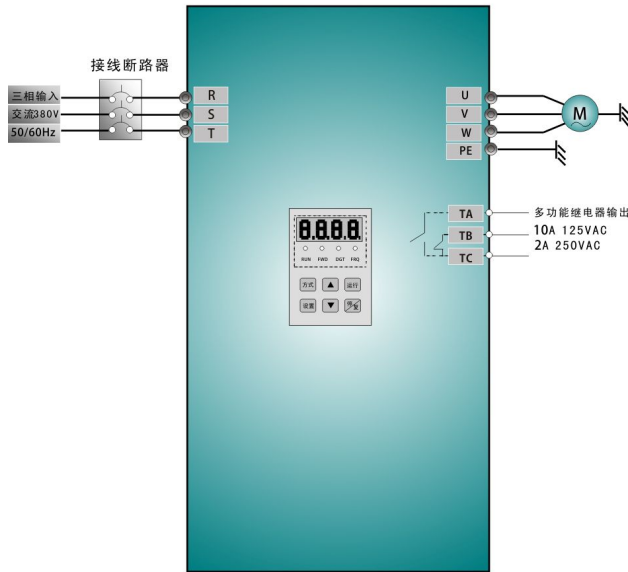 接线断路器
三相输入
交流380V
50/60Hz
R
S
T
U
V
W
PE
M
TA
TB
TC
多功能继电器输出
10A 125VAC
2A 250VAC
8.8.8.8.
RUN FWD DGT FRQ
方式 ▲ 运行
设置 ▼ 停/复